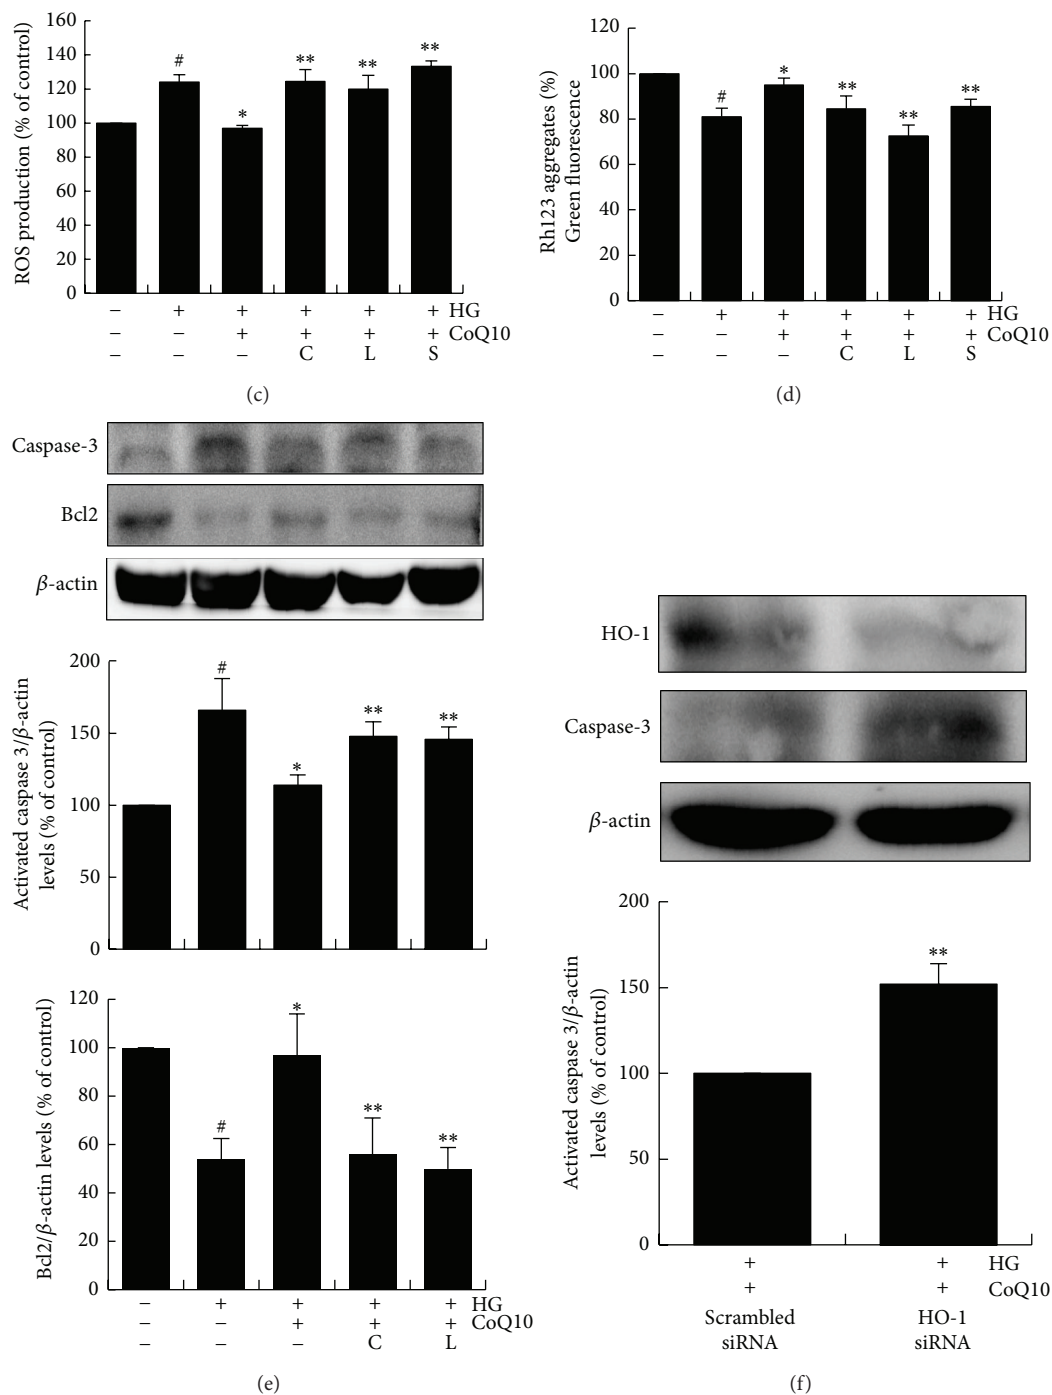 ROS production (% of control)
160
140
120
100
80
60
40
20
0
#
*
**
**
**
− + + + + + HG
− − + + + + CoQ10
− − − C L S
(c)
Rh123 aggregates (%)
Green fluorescence
120
100
80
60
40
20
0
#
*
**
**
**
− + + + + + HG
− − + + + + CoQ10
− − − C L S
(d)
Caspase-3
Bcl2
β-actin
Activated caspase 3/β-actin
levels (% of control)
200
150
100
50
0
#
*
**
**
Bcl2/β-actin levels (% of control)
120
100
80
60
40
20
0
#
*
**
**
− + + + + HG
− − + + + CoQ10
− − − C L
(e)
HO-1
Caspase-3
β-actin
Activated caspase 3/β-actin
levels (% of control)
200
150
100
50
0
**
+ + HG
+ + CoQ10
Scrambled
siRNA
HO-1
siRNA
(f)